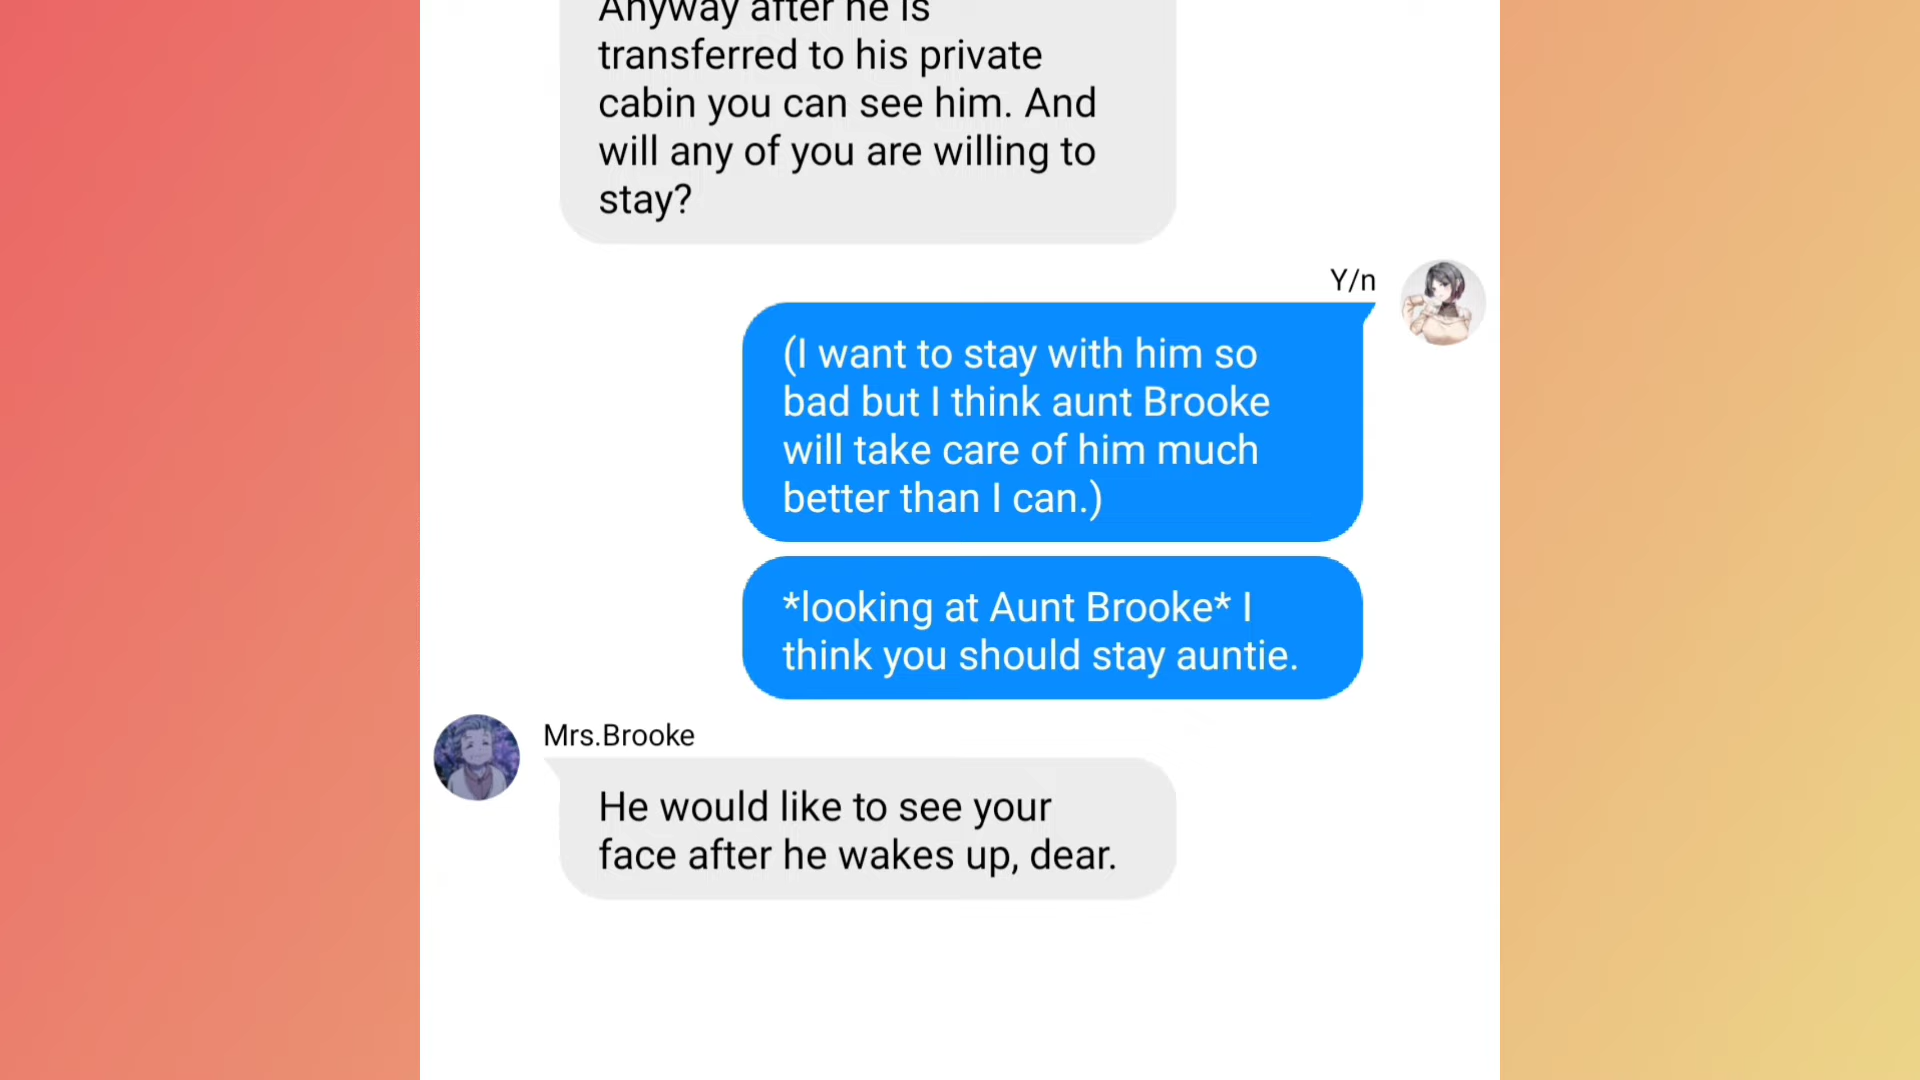 Anyway after he is
transferred to his private
cabin you can see him. And
will any of you are willing to
stay?
Y/n
(I want to stay with him so
bad but I think aunt Brooke
will take care of him much
better than I can.)
*looking at Aunt Brooke* I
think you should stay auntie.
Mrs.Brooke
He would like to see your
face after he wakes up, dear.